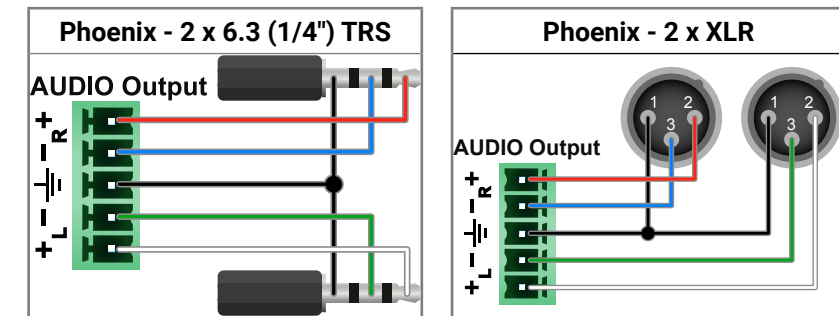 Phoenix - 2 x 6.3 (1/4") TRS
AUDIO Output
+
R
-
-
L
+
Phoenix - 2 x XLR
1 2
3
1 2
3
AUDIO Output
+
R
-
-
L
+